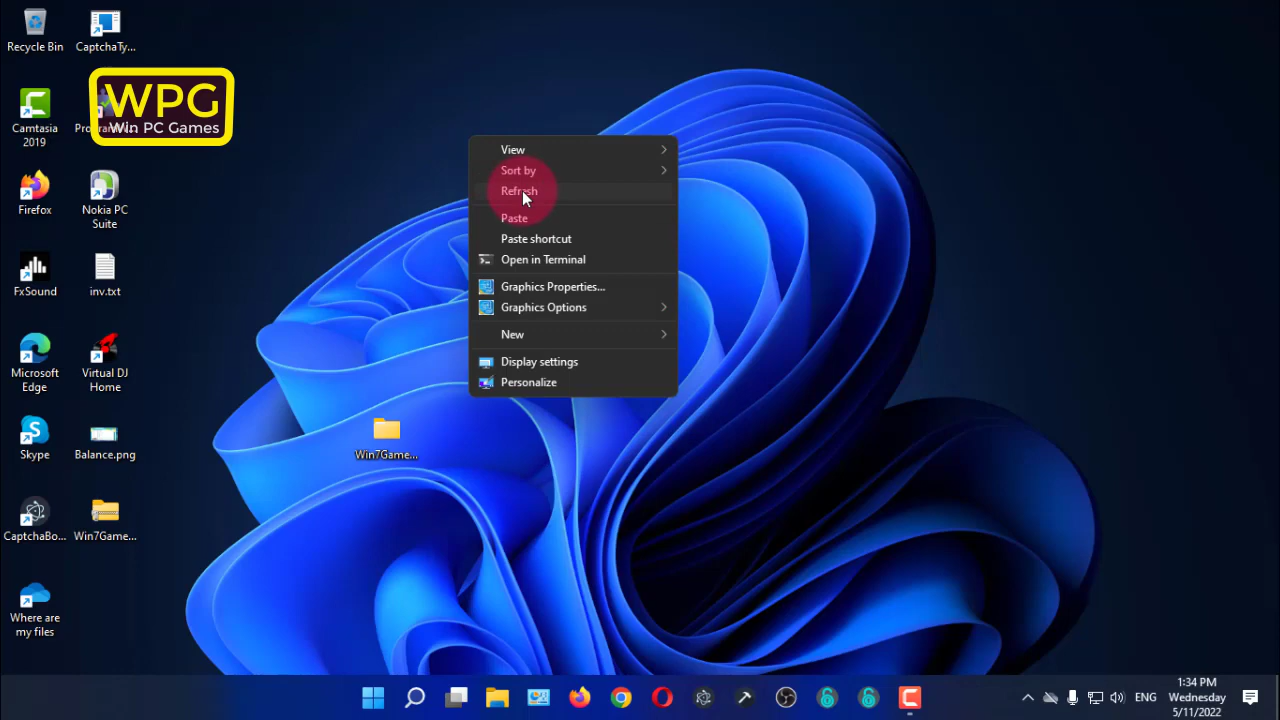 Recycle Bin
CaptchaTy...
WPG
Win PC Games
Camtasia
2019
Firefox
Nokia PC
Suite
FxSound
inv.txt
Microsoft
Edge
Virtual DJ
Home
Skype
Balance.png
CaptchaBo...
Win7Game...
Where are
my files
Win7Game...
View
Sort by
Refresh
Paste
Paste shortcut
Open in Terminal
Graphics Properties...
Graphics Options
New
Display settings
Personalize
ENG
1:34 PM
Wednesday
5/11/2022